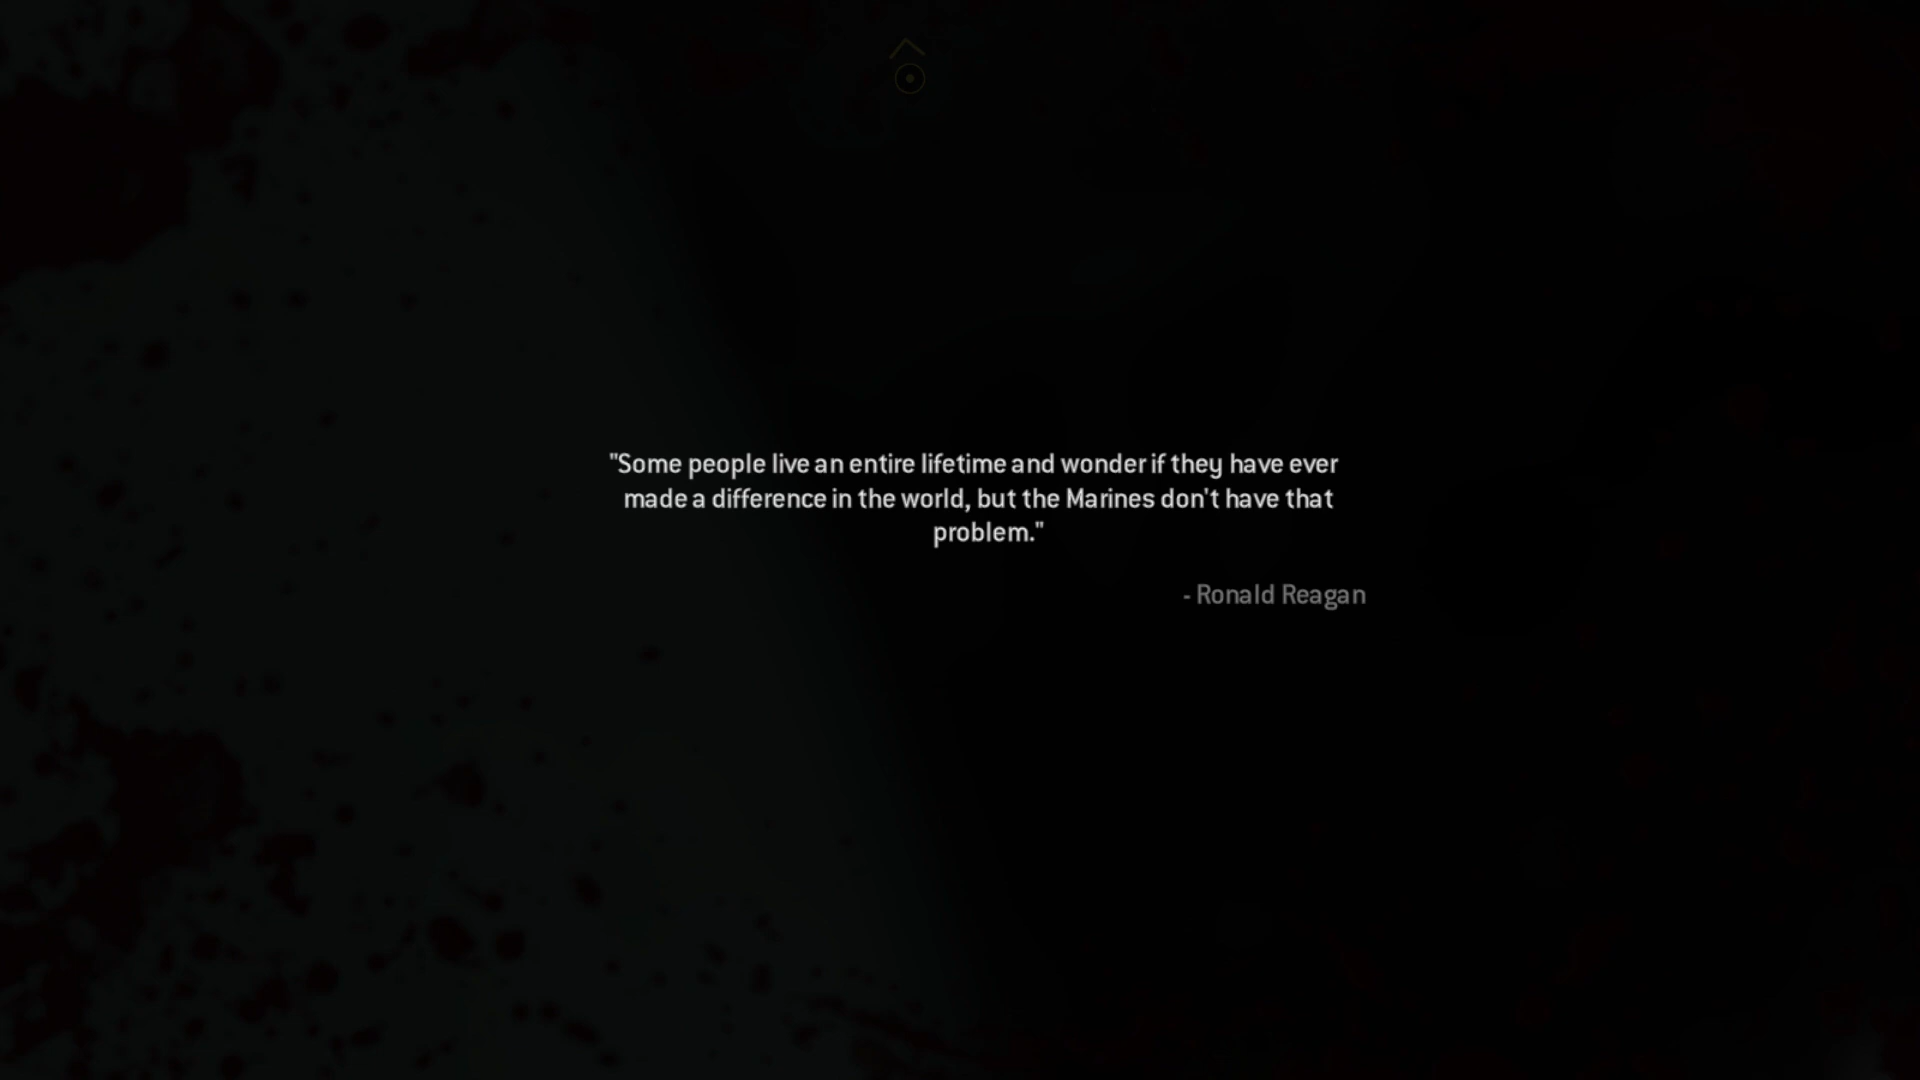 "Some people live an entire lifetime and wonder if they have ever
made a difference in the world, but the Marines don't have that
problem."
- Ronald Reagan